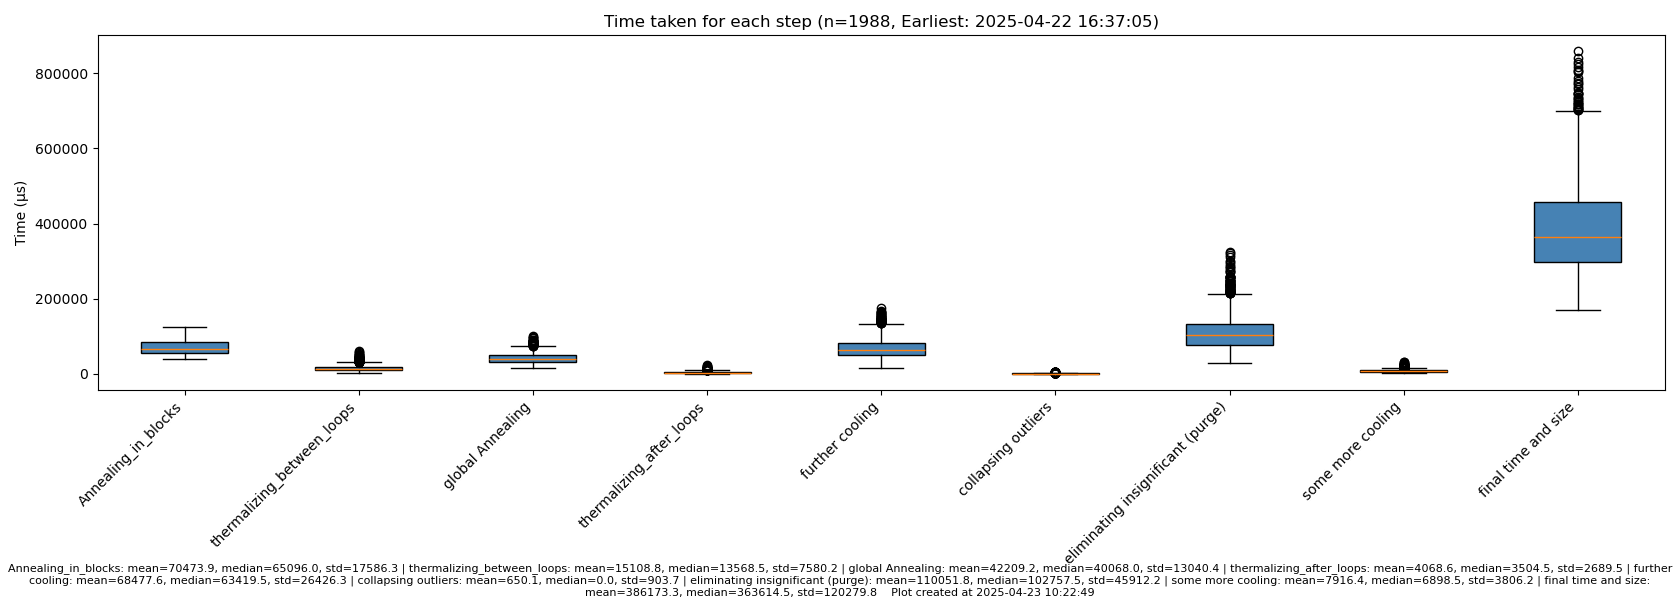 Time taken for each step (n=1988, Earliest: 2025-04-22 16:37:05)
Time (µs)
800000
600000
400000
200000
0
Annealing_in_blocks
thermalizing_between_loops
global Annealing
thermalizing_after_loops
further cooling
collapsing outliers
eliminating insignificant (purge)
some more cooling
final time and size
Annealing_in_blocks: mean=70473.9, median=65096.0, std=17586.3 | thermalizing_between_loops: mean=15108.8, median=13568.5, std=7580.2 | global Annealing: mean=42209.2, median=40068.0, std=13040.4 | thermalizing_after_loops: mean=4068.6, median=3504.5, std=2689.5 | further
cooling: mean=68477.6, median=63419.5, std=26426.3 | collapsing outliers: mean=650.1, median=0.0, std=903.7 | eliminating insignificant (purge): mean=110051.8, median=102757.5, std=45912.2 | some more cooling: mean=7916.4, median=6898.5, std=3806.2 | final time and size:
mean=386173.3, median=363614.5, std=120279.8    Plot created at 2025-04-23 10:22:49